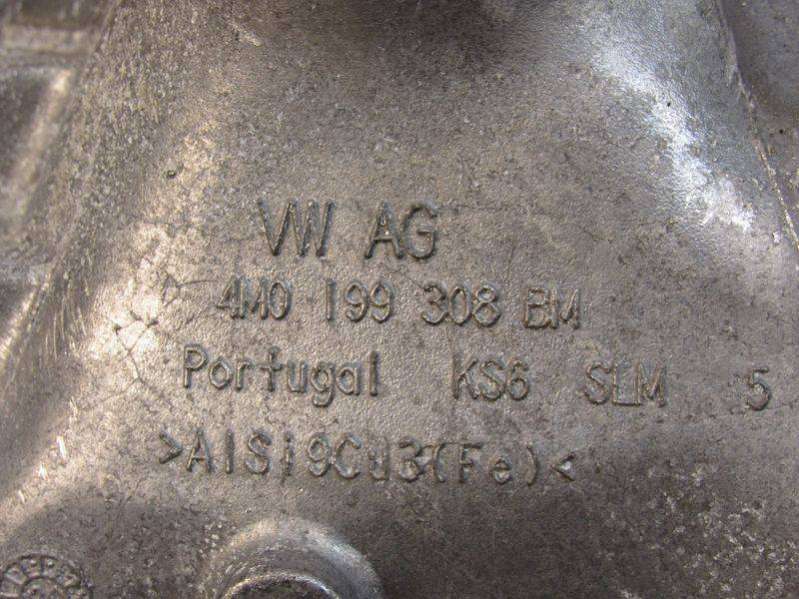 VW AG
4M0 199 308 BM
Portugal KS6 SLM 5
>AlSi9Cu3(Fe)<